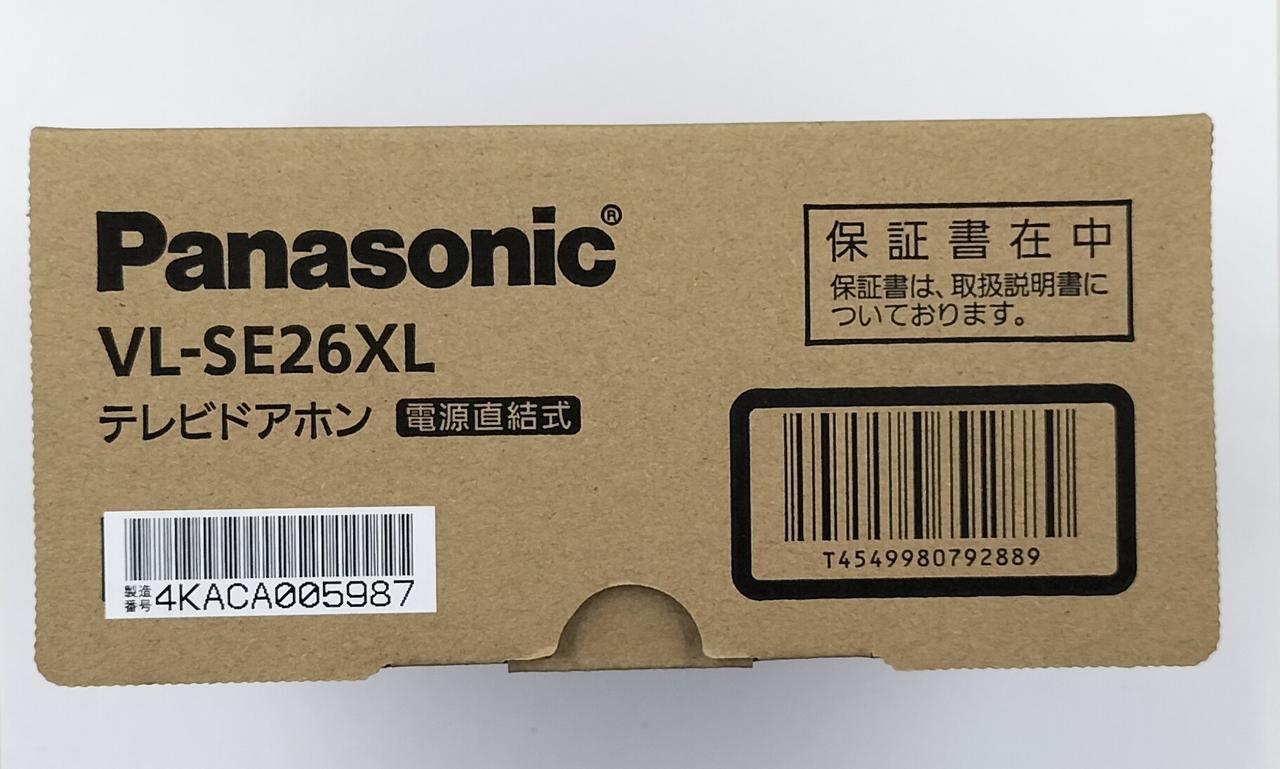 Panasonic®
VL-SE26XL
テレビドアホン 電源直結式
製造番号 4KACA005987
保証書在中
保証書は、取扱説明書に
ついております。
T4549980792889